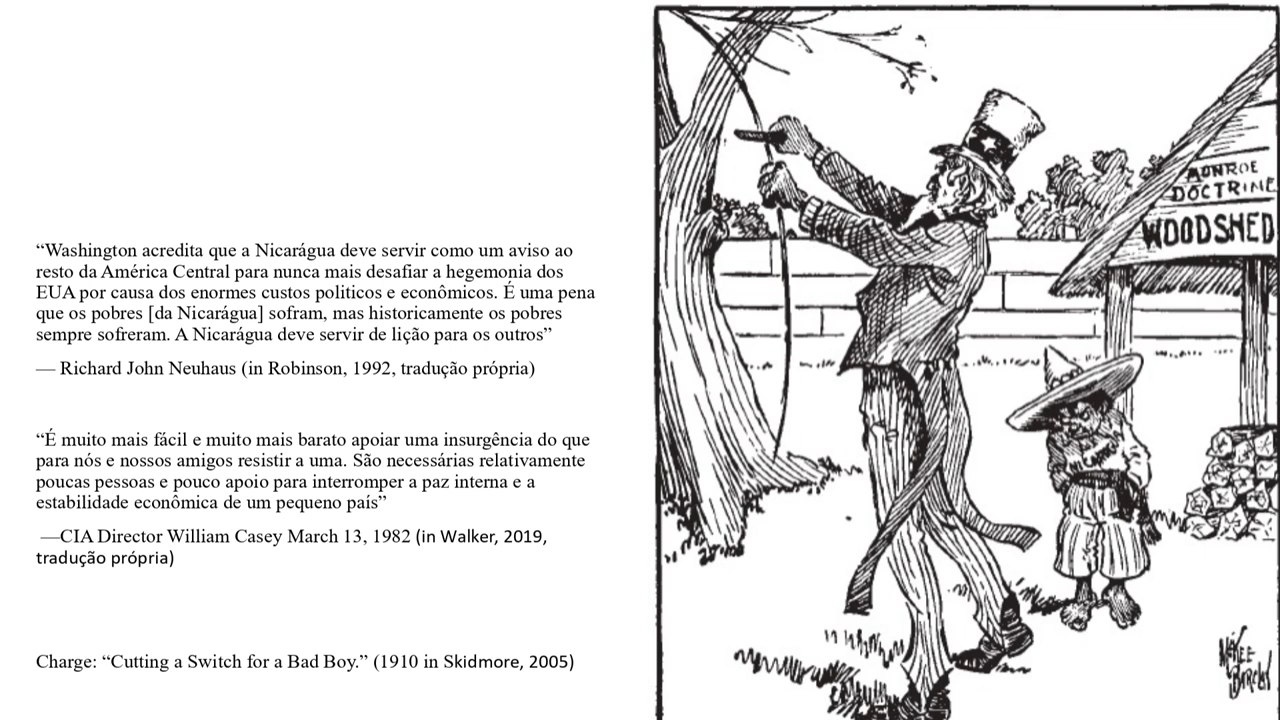 “Washington acredita que a Nicarágua deve servir como um aviso ao
resto da América Central para nunca mais desafiar a hegemonia dos
EUA por causa dos enormes custos politicos e econômicos. É uma pena
que os pobres [da Nicarágua] sofram, mas historicamente os pobres
sempre sofreram. A Nicarágua deve servir de lição para os outros”
— Richard John Neuhaus (in Robinson, 1992, tradução própria)
“É muito mais fácil e muito mais barato apoiar uma insurgência do que
para nós e nossos amigos resistir a uma. São necessárias relativamente
poucas pessoas e pouco apoio para interromper a paz interna e a
estabilidade econômica de um pequeno país”
—CIA Director William Casey March 13, 1982 (in Walker, 2019,
tradução própria)
Charge: “Cutting a Switch for a Bad Boy.” (1910 in Skidmore, 2005)
MONROE
DOCTRINE
WOODSHED
McKEE
BARCLAY